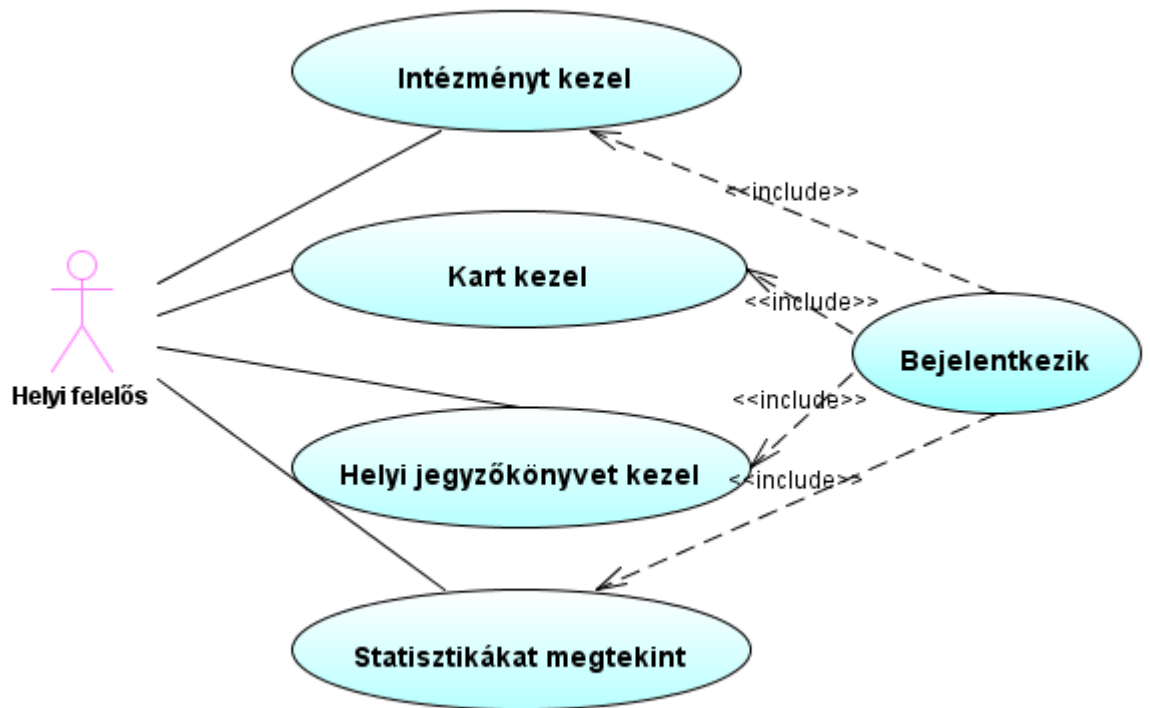 Intézményt kezel
<<include>>
Kart kezel
<<include>>
Bejelentkezik
Helyi felelős
<<include>>
Helyi jegyzőkönyvet kezel
<<include>>
Statisztikákat megtekint